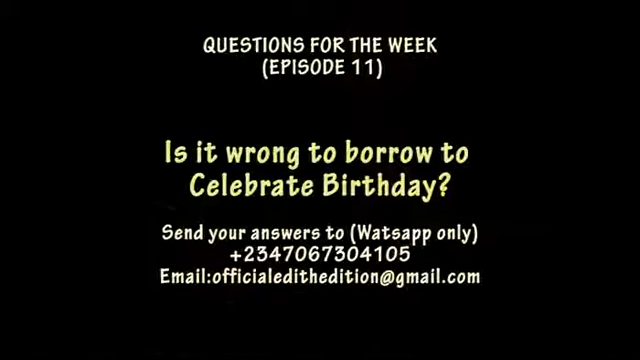 QUESTIONS FOR THE WEEK
(EPISODE 11)
Is it wrong to borrow to
Celebrate Birthday?
Send your answers to (Watsapp only)
+2347067304105
Email:officialedithedition@gmail.com